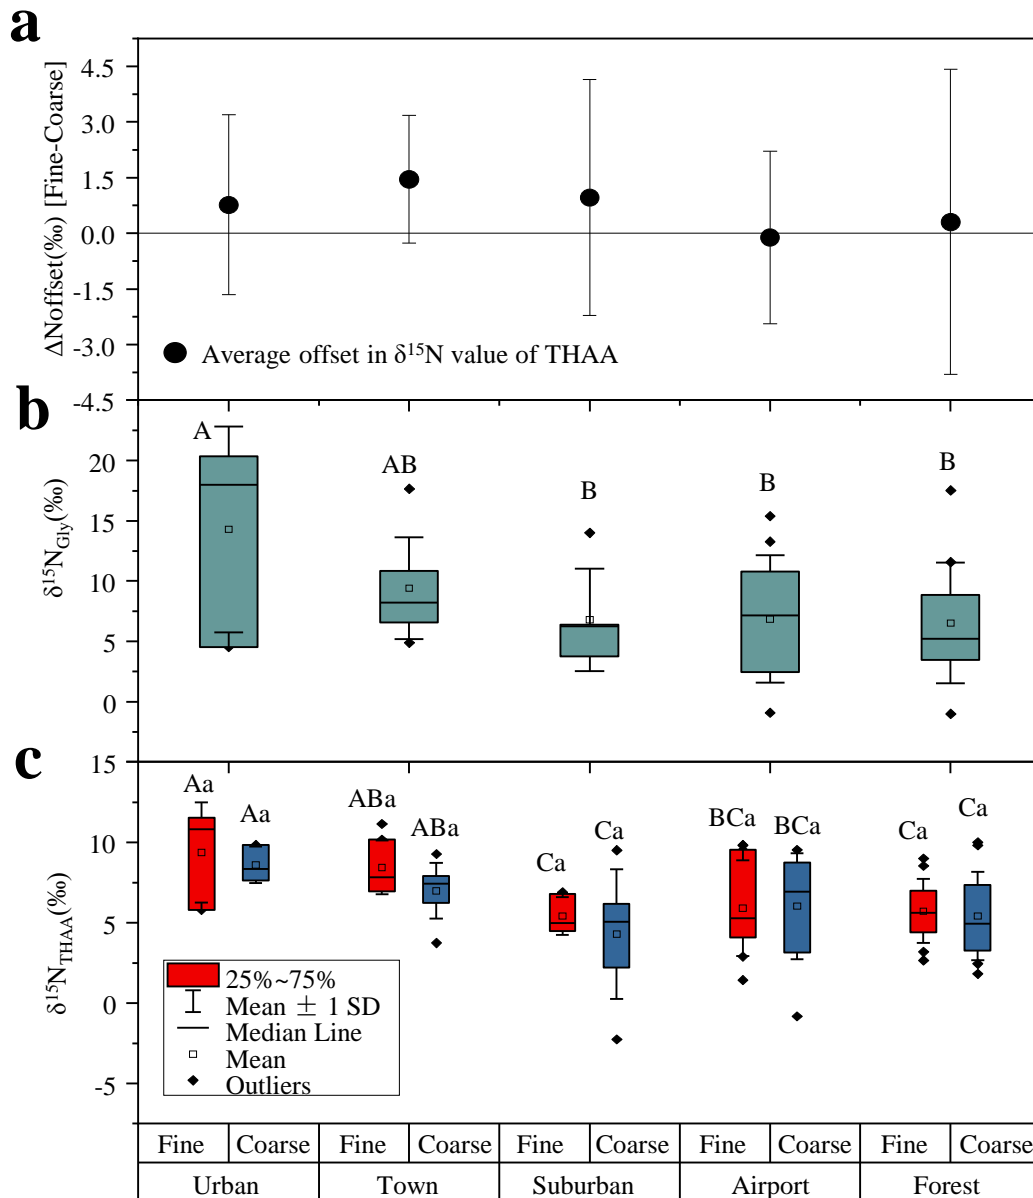 a
ΔNoffset(‰) [Fine-Coarse]
4.5
3.0
1.5
0.0
-1.5
-3.0
-4.5
Average offset in δ¹⁵N value of THAA
b
δ¹⁵N_Gly(‰)
20
15
10
5
0
A
AB
B
B
B
c
δ¹⁵N_THAA(‰)
15
10
5
0
-5
Aa
Aa
ABa
ABa
Ca
Ca
BCa
BCa
Ca
Ca
25%~75%
Mean ± 1 SD
Median Line
Mean
Outliers
Fine Coarse Fine Coarse Fine Coarse Fine Coarse Fine Coarse
Urban Town Suburban Airport Forest